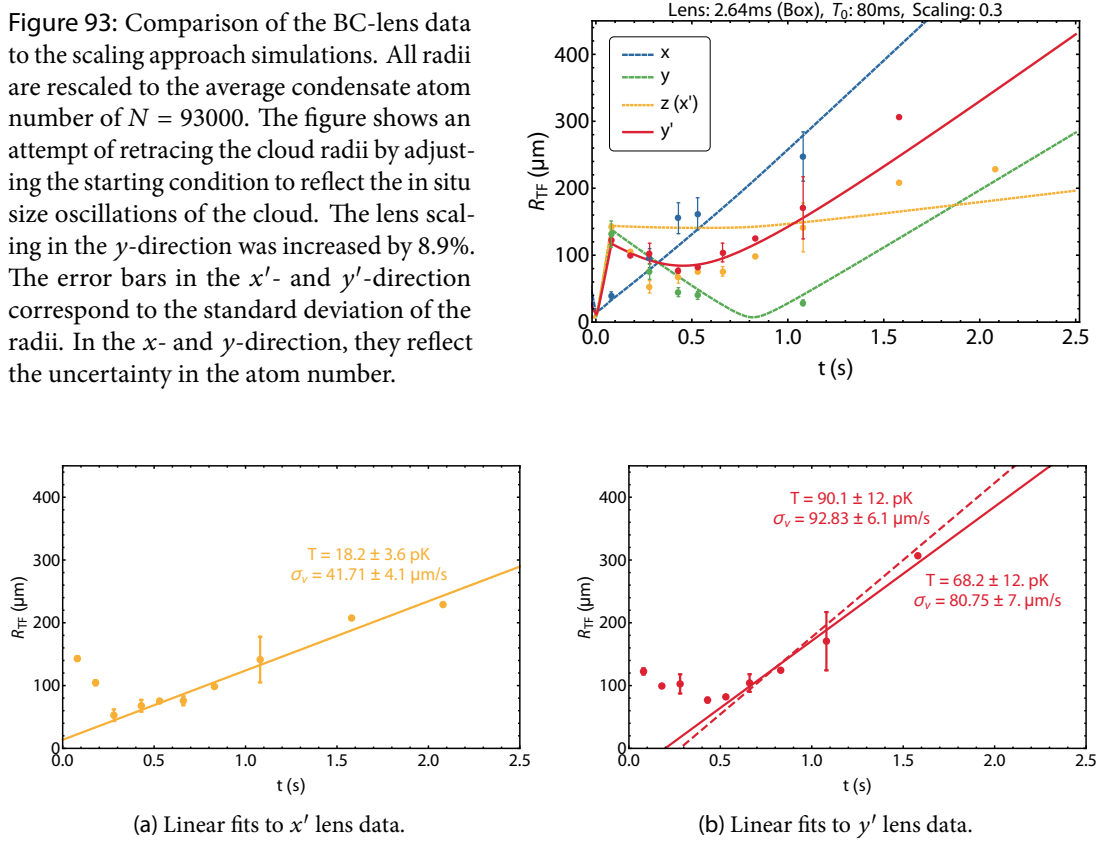 Figure 93: Comparison of the BC-lens data
to the scaling approach simulations. All radii
are rescaled to the average condensate atom
number of N = 93000. The figure shows an
attempt of retracing the cloud radii by adjust-
ing the starting condition to reflect the in situ
size oscillations of the cloud. The lens scal-
ing in the y-direction was increased by 8.9%.
The error bars in the x′- and y′-direction
correspond to the standard deviation of the
radii. In the x- and y-direction, they reflect
the uncertainty in the atom number.
Lens: 2.64ms (Box), T₀: 80ms, Scaling: 0.3
x
y
z (x')
y'
R_TF (µm)
400
300
200
100
0
0.0 0.5 1.0 1.5 2.0 2.5
t (s)
T = 18.2 ± 3.6 pK
σ_v = 41.71 ± 4.1 µm/s
R_TF (µm)
400
300
200
100
0
0.0 0.5 1.0 1.5 2.0 2.5
t (s)
(a) Linear fits to x′ lens data.
T = 90.1 ± 12. pK
σ_v = 92.83 ± 6.1 µm/s
T = 68.2 ± 12. pK
σ_v = 80.75 ± 7. µm/s
R_TF (µm)
400
300
200
100
0
0.0 0.5 1.0 1.5 2.0 2.5
t (s)
(b) Linear fits to y′ lens data.